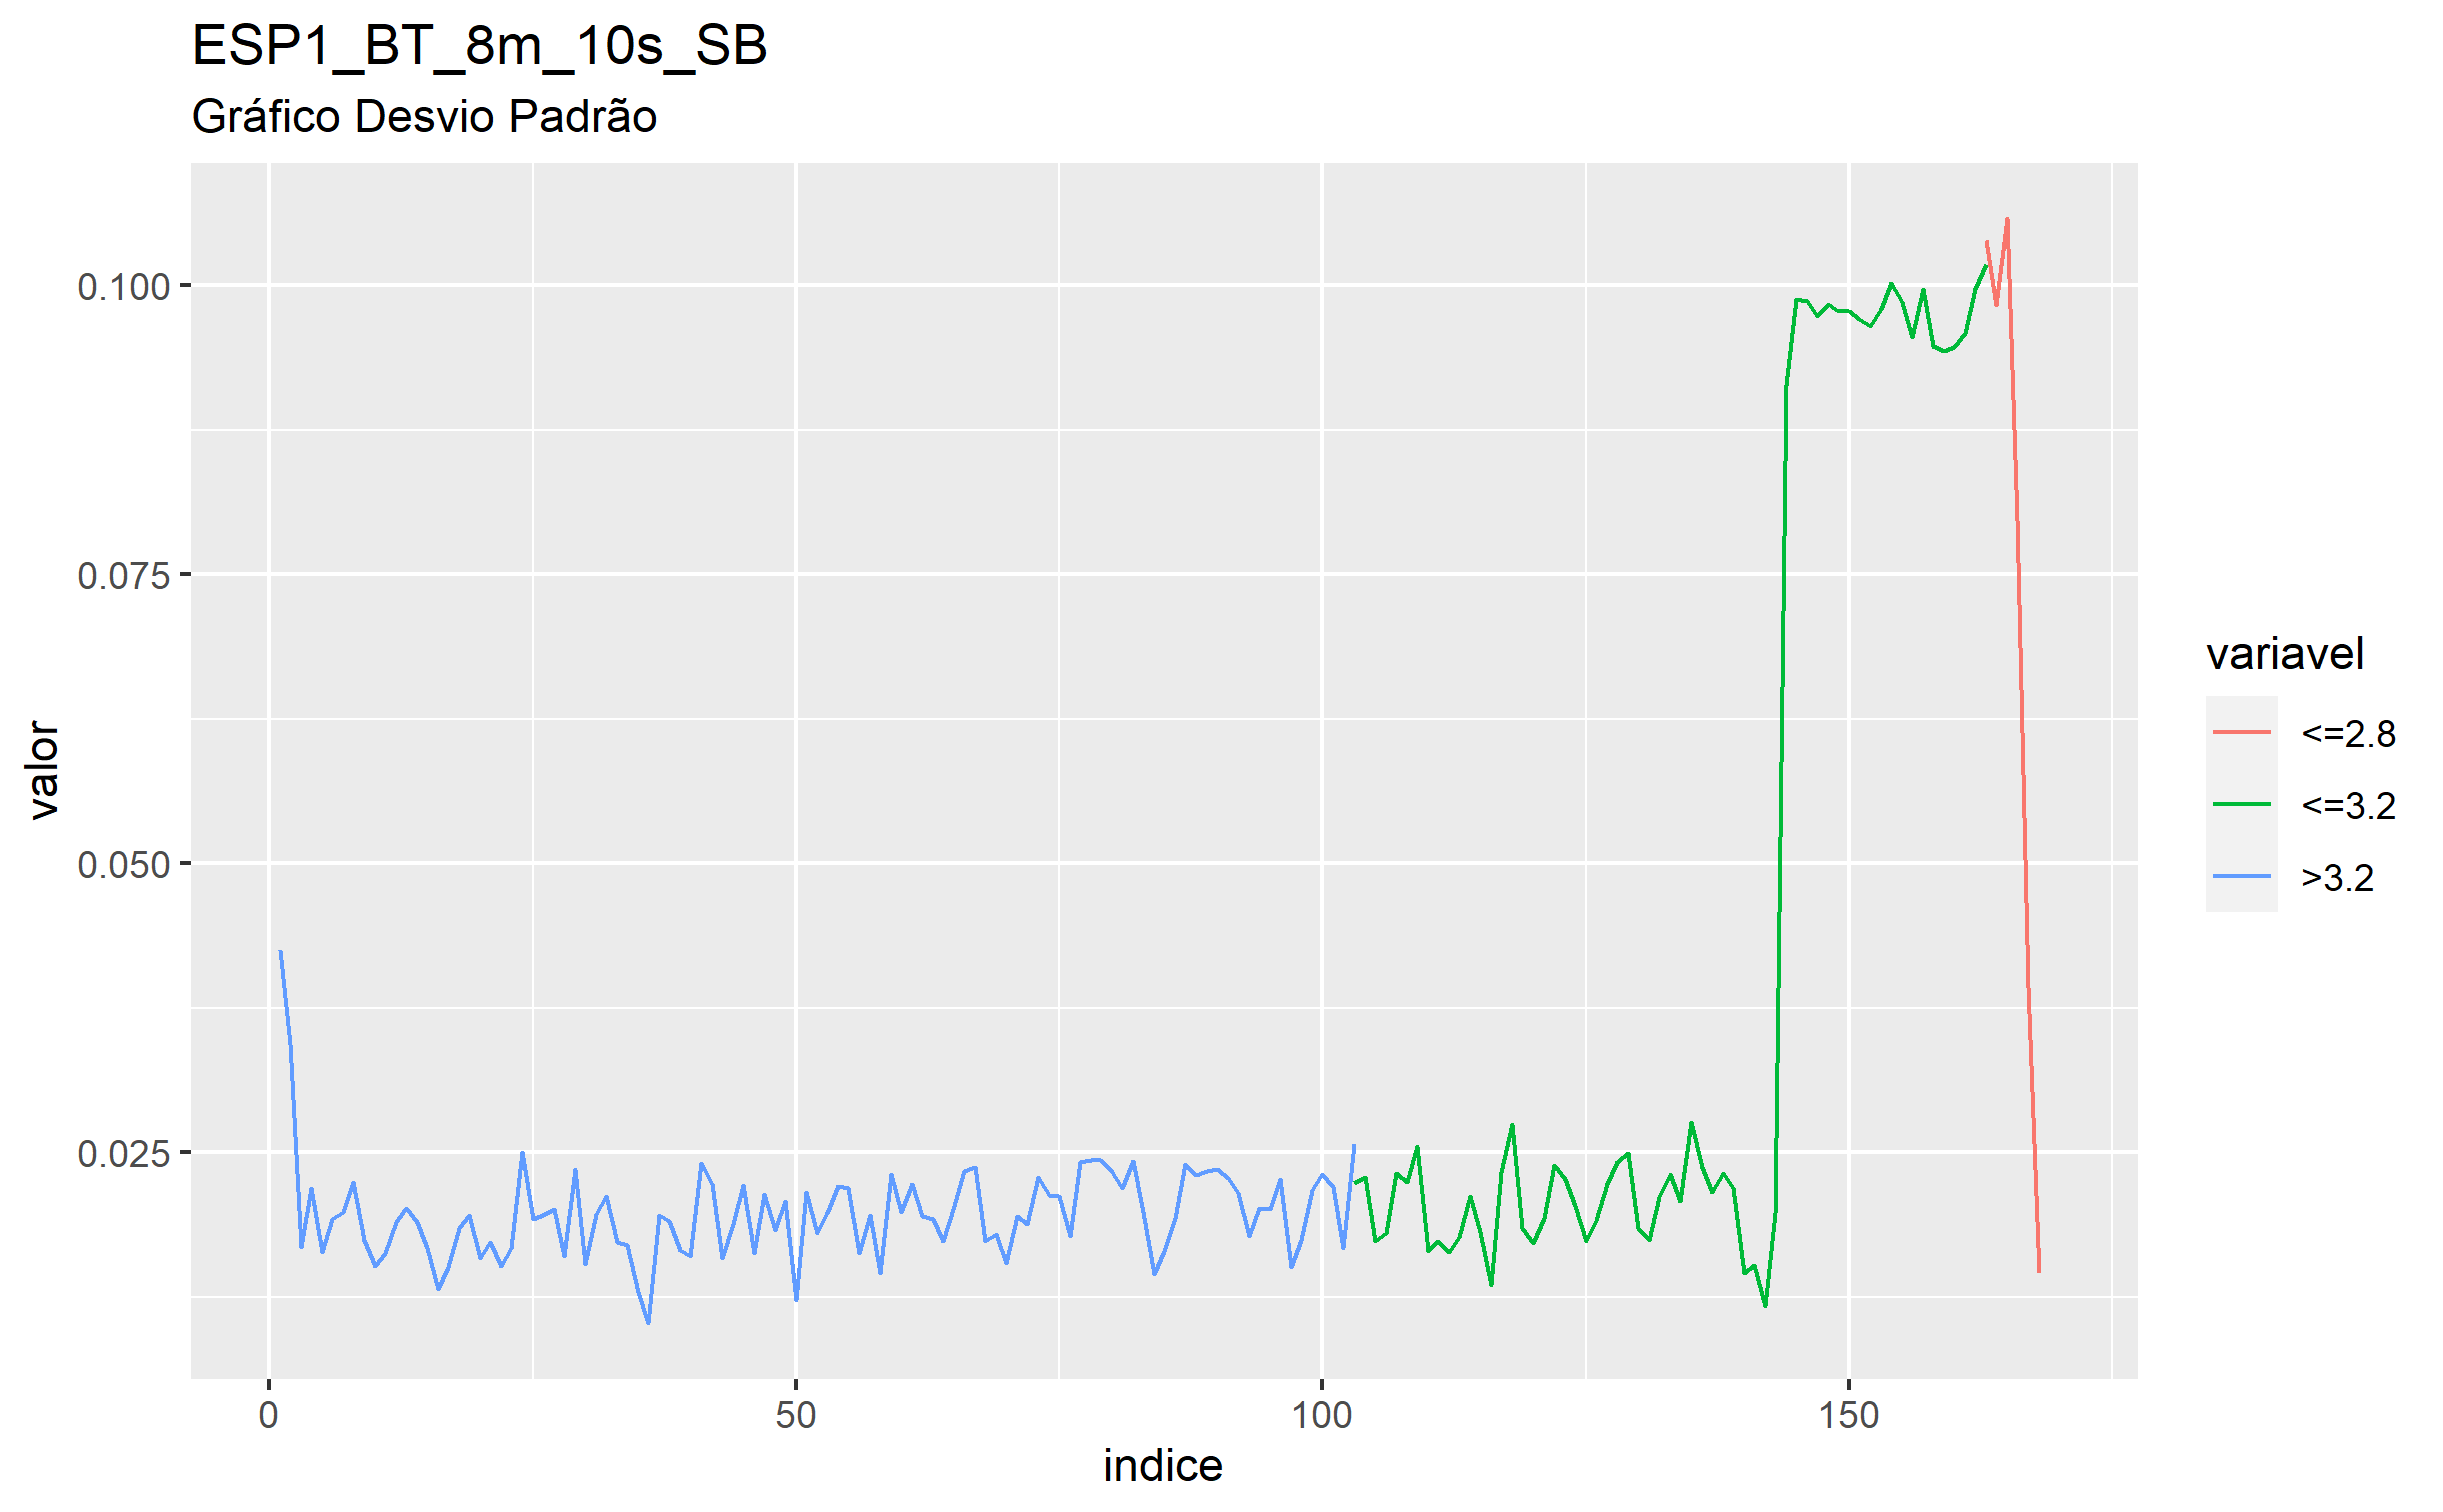 ESP1_BT_8m_10s_SB
Gráfico Desvio Padrão
valor
0.100
0.075
0.050
0.025
0
50
100
150
indice
variavel
<=2.8
<=3.2
>3.2